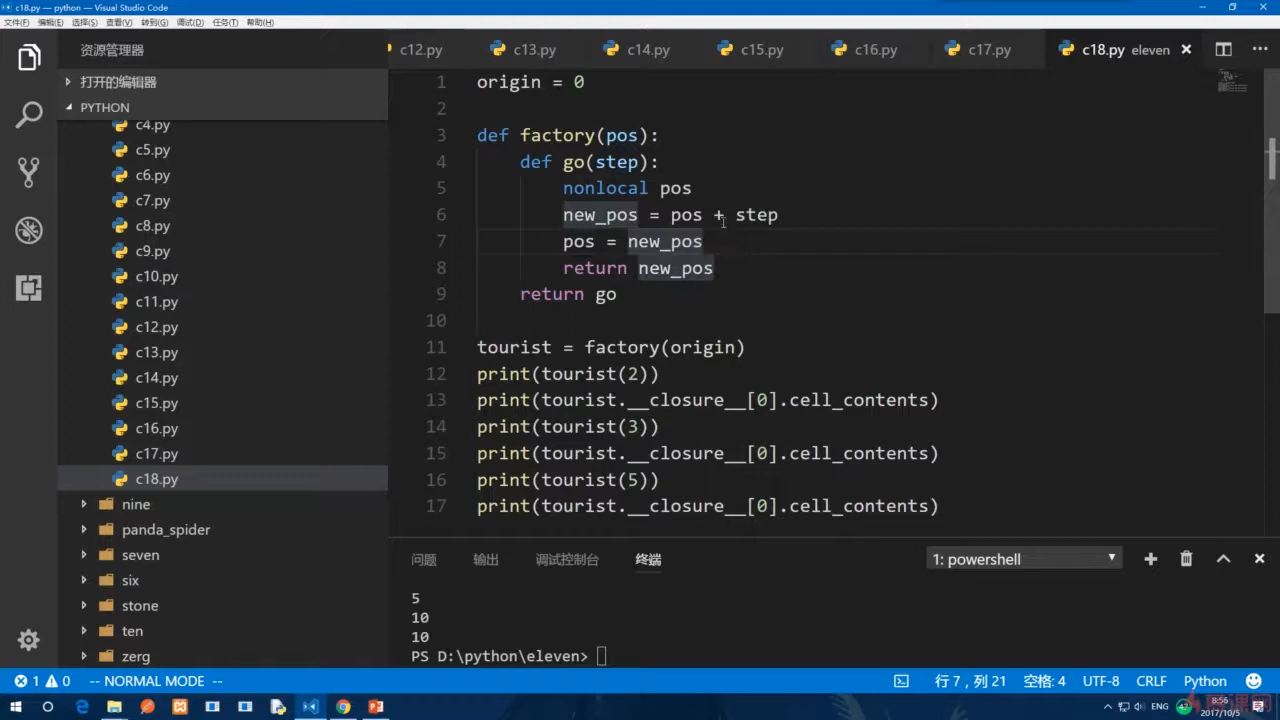 c18.py — python — Visual Studio Code
文件(F) 编辑(E) 选择(S) 查看(V) 转到(G) 调试(D) 任务(T) 帮助(H)
资源管理器
c12.py c13.py c14.py c15.py c16.py c17.py c18.py eleven
打开的编辑器
PYTHON
c4.py
c5.py
c6.py
c7.py
c8.py
c9.py
c10.py
c11.py
c12.py
c13.py
c14.py
c15.py
c16.py
c17.py
c18.py
nine
panda_spider
seven
six
stone
ten
zerg
1 origin = 0
2
3 def factory(pos):
4 def go(step):
5 nonlocal pos
6 new_pos = pos + step
7 pos = new_pos
8 return new_pos
9 return go
10
11 tourist = factory(origin)
12 print(tourist(2))
13 print(tourist.__closure__[0].cell_contents)
14 print(tourist(3))
15 print(tourist.__closure__[0].cell_contents)
16 print(tourist(5))
17 print(tourist.__closure__[0].cell_contents)
问题 输出 调试控制台 终端 1: powershell
5
10
10
PS D:\python\eleven>
1 0 -- NORMAL MODE -- 行 7，列 21 空格: 4 UTF-8 CRLF Python
ENG 8:56
2017/10/5